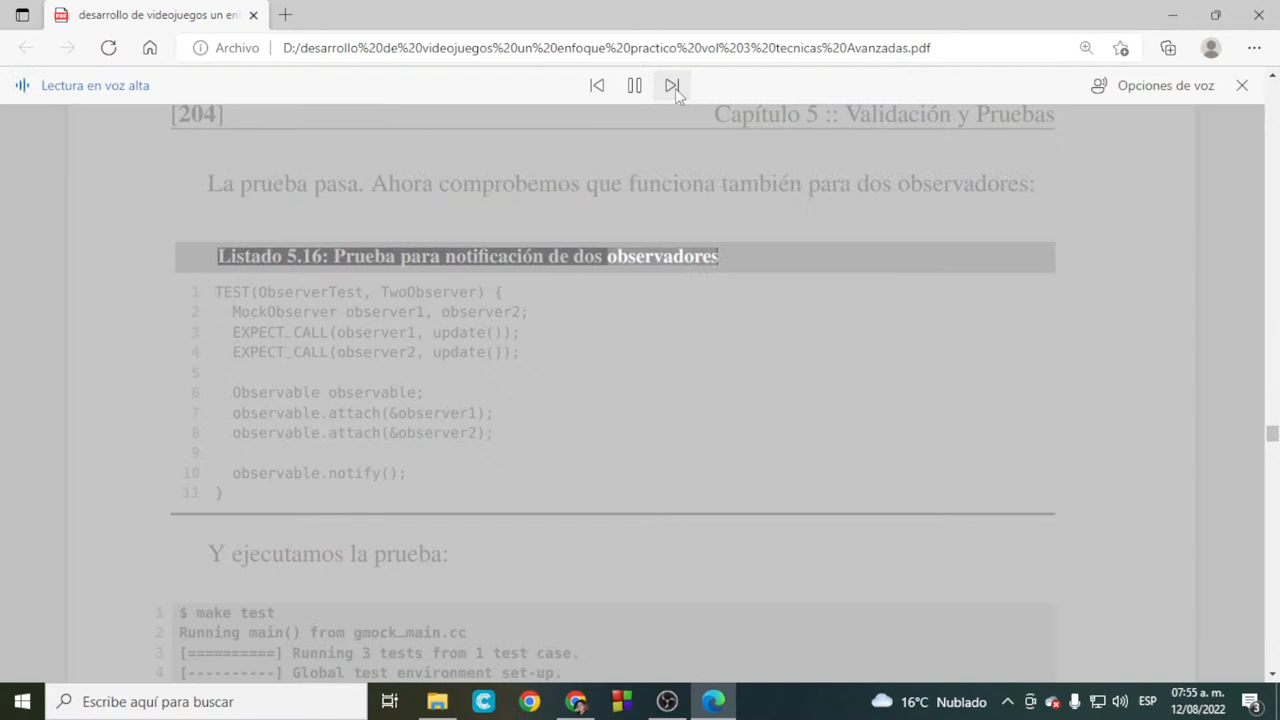 desarrollo de videojuegos un en
Archivo
D:/desarrollo%20de%20videojuegos%20un%20enfoque%20practico%20vol%203%20tecnicas%20Avanzadas.pdf
Lectura en voz alta
Opciones de voz
[204]
Capítulo 5 :: Validación y Pruebas
La prueba pasa. Ahora comprobemos que funciona también para dos observadores:
Listado 5.16: Prueba para notificación de dos observadores
1 TEST(ObserverTest, TwoObserver) {
2 MockObserver observer1, observer2;
3 EXPECT_CALL(observer1, update());
4 EXPECT_CALL(observer2, update());
5
6 Observable observable;
7 observable.attach(&observer1);
8 observable.attach(&observer2);
9
10 observable.notify();
11 }
Y ejecutamos la prueba:
1 $ make test
2 Running main() from gmock_main.cc
3 [==========] Running 3 tests from 1 test case.
4 [----------] Global test environment set-up.
Escribe aquí para buscar
16°C Nublado
ESP
07:55 a. m.
12/08/2022
3